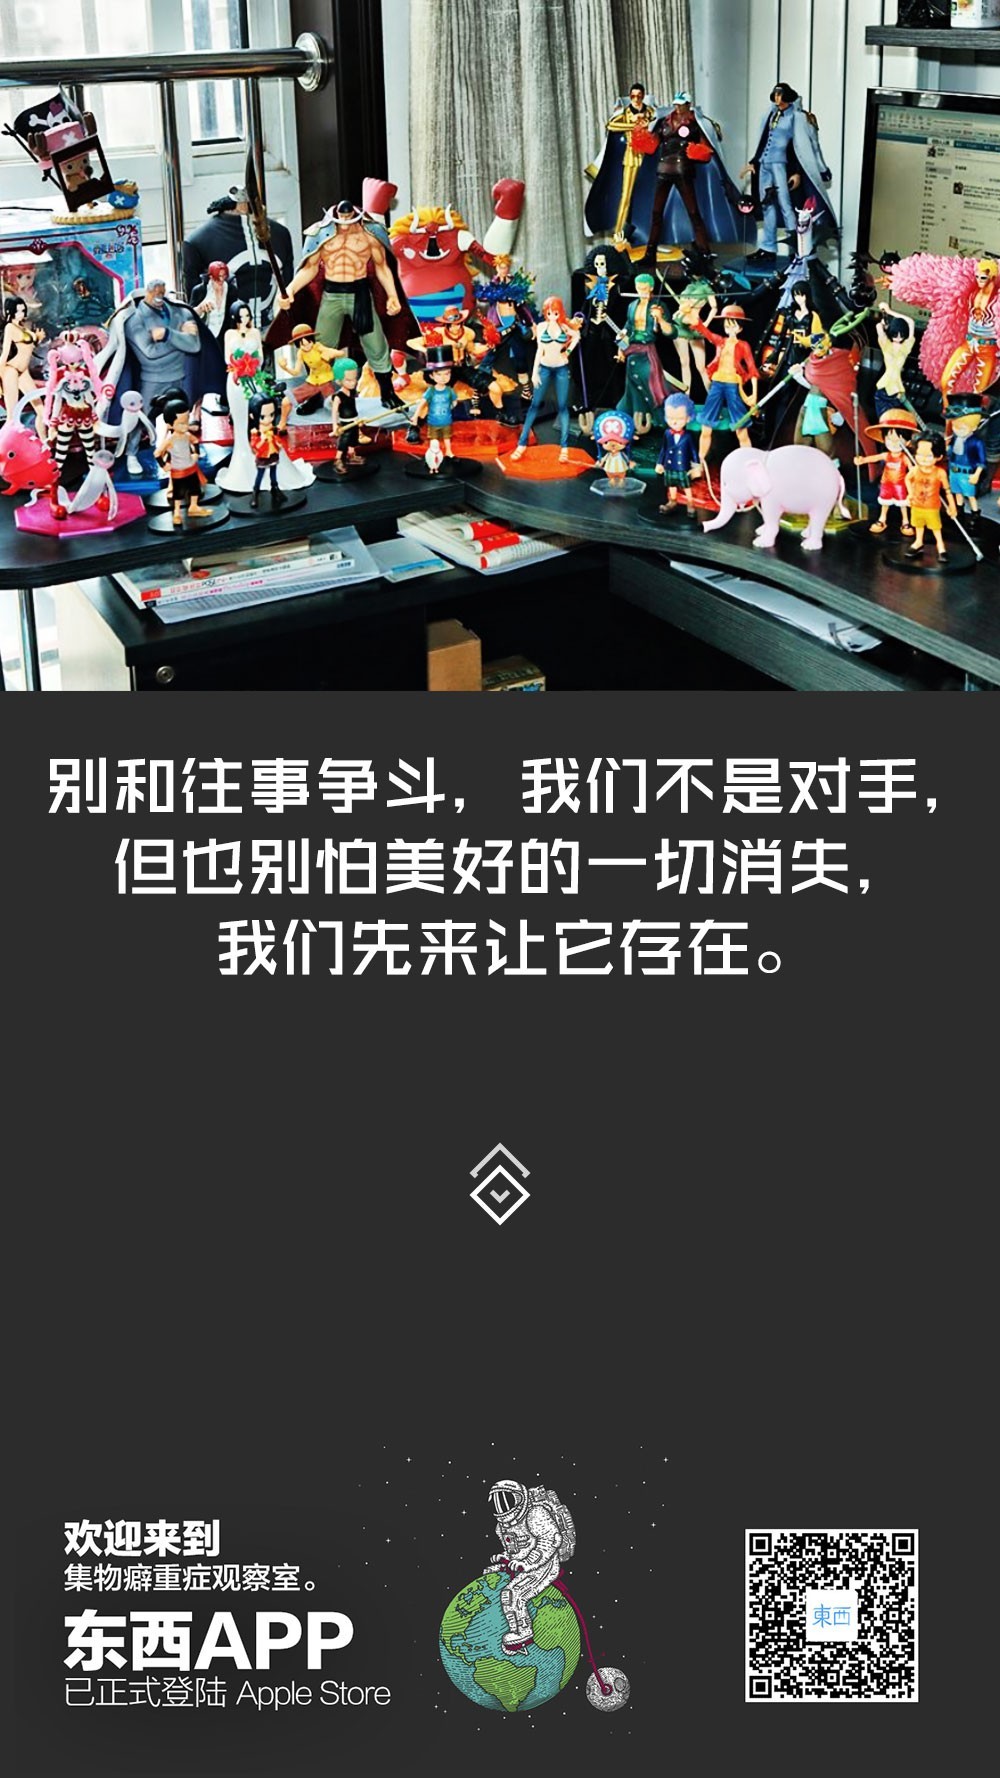 别和往事争斗，我们不是对手，
但也别怕美好的一切消失，
我们先来让它存在。
欢迎来到
集物癖重症观察室。
东西APP
已正式登陆 Apple Store
東西